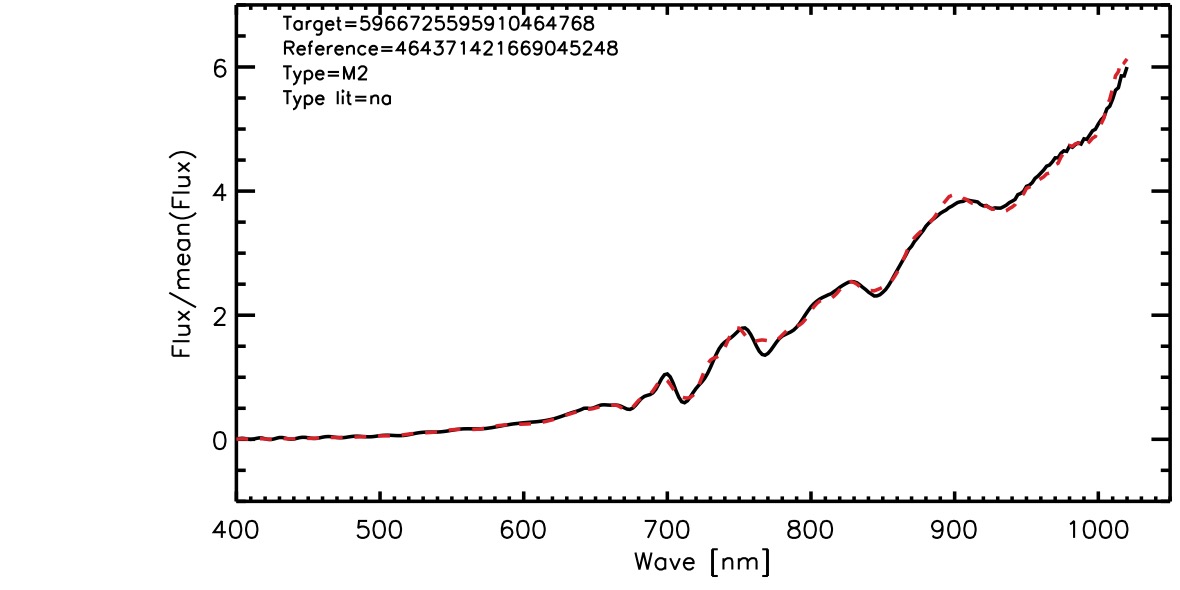 Target=5966725595910464768
Reference=464371421669045248
Type=M2
Type lit=na
Flux/mean(Flux)
6
4
2
0
400 500 600 700 800 900 1000
Wave [nm]